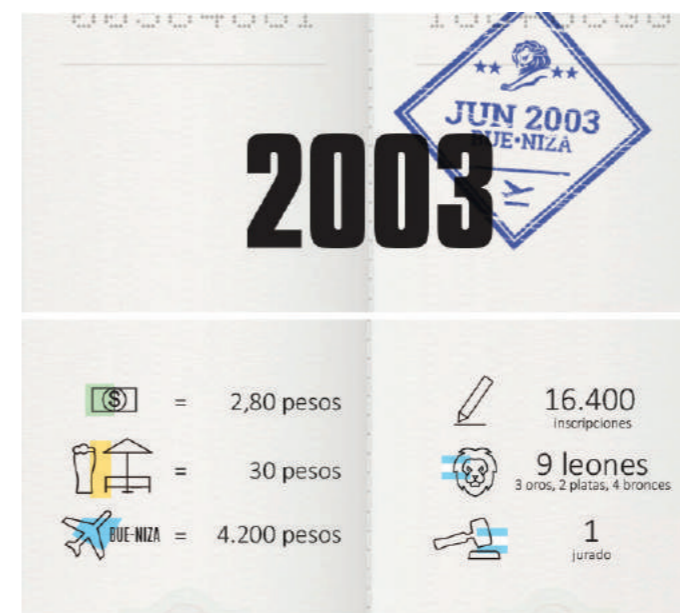 JUN 2003
BUE•NIZA
2003
$ = 2,80 pesos
= 30 pesos
BUE-NIZA = 4.200 pesos
16.400
inscripciones
9 leones
3 oros, 2 platas, 4 bronces
1
jurado